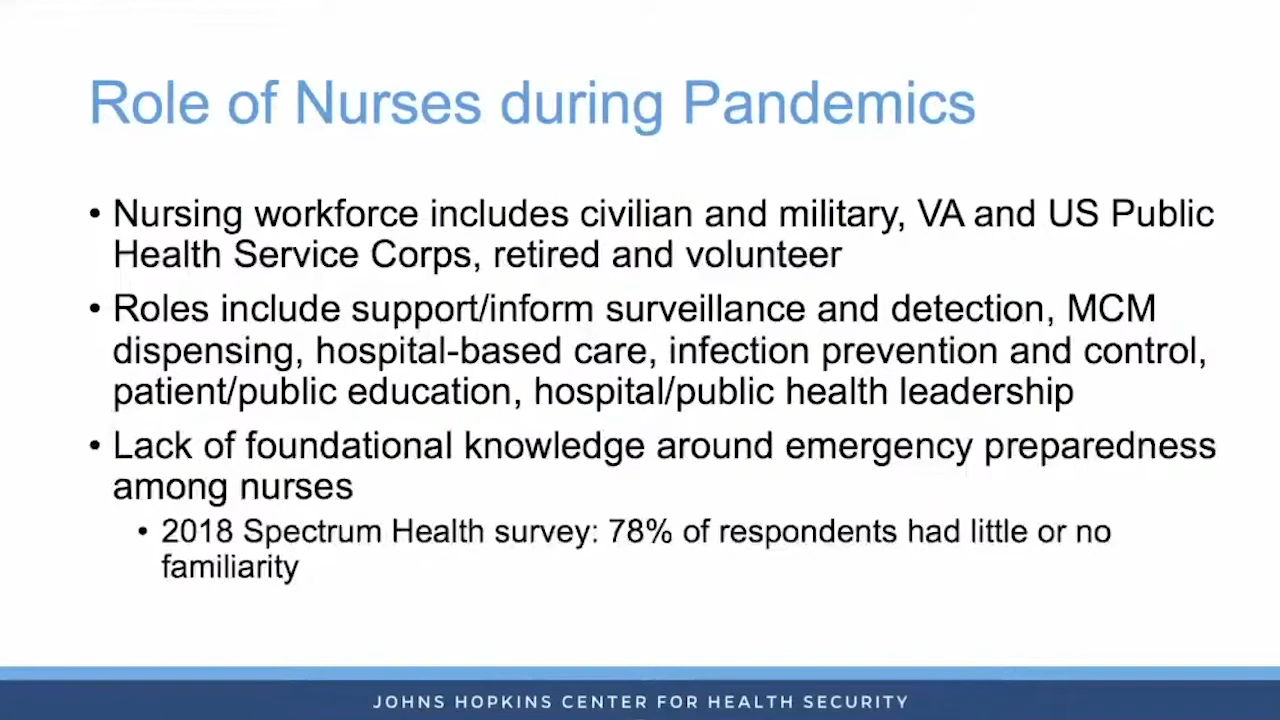 Role of Nurses during Pandemics
• Nursing workforce includes civilian and military, VA and US Public
Health Service Corps, retired and volunteer
• Roles include support/inform surveillance and detection, MCM
dispensing, hospital-based care, infection prevention and control,
patient/public education, hospital/public health leadership
• Lack of foundational knowledge around emergency preparedness
among nurses
• 2018 Spectrum Health survey: 78% of respondents had little or no
familiarity
JOHNS HOPKINS CENTER FOR HEALTH SECURITY